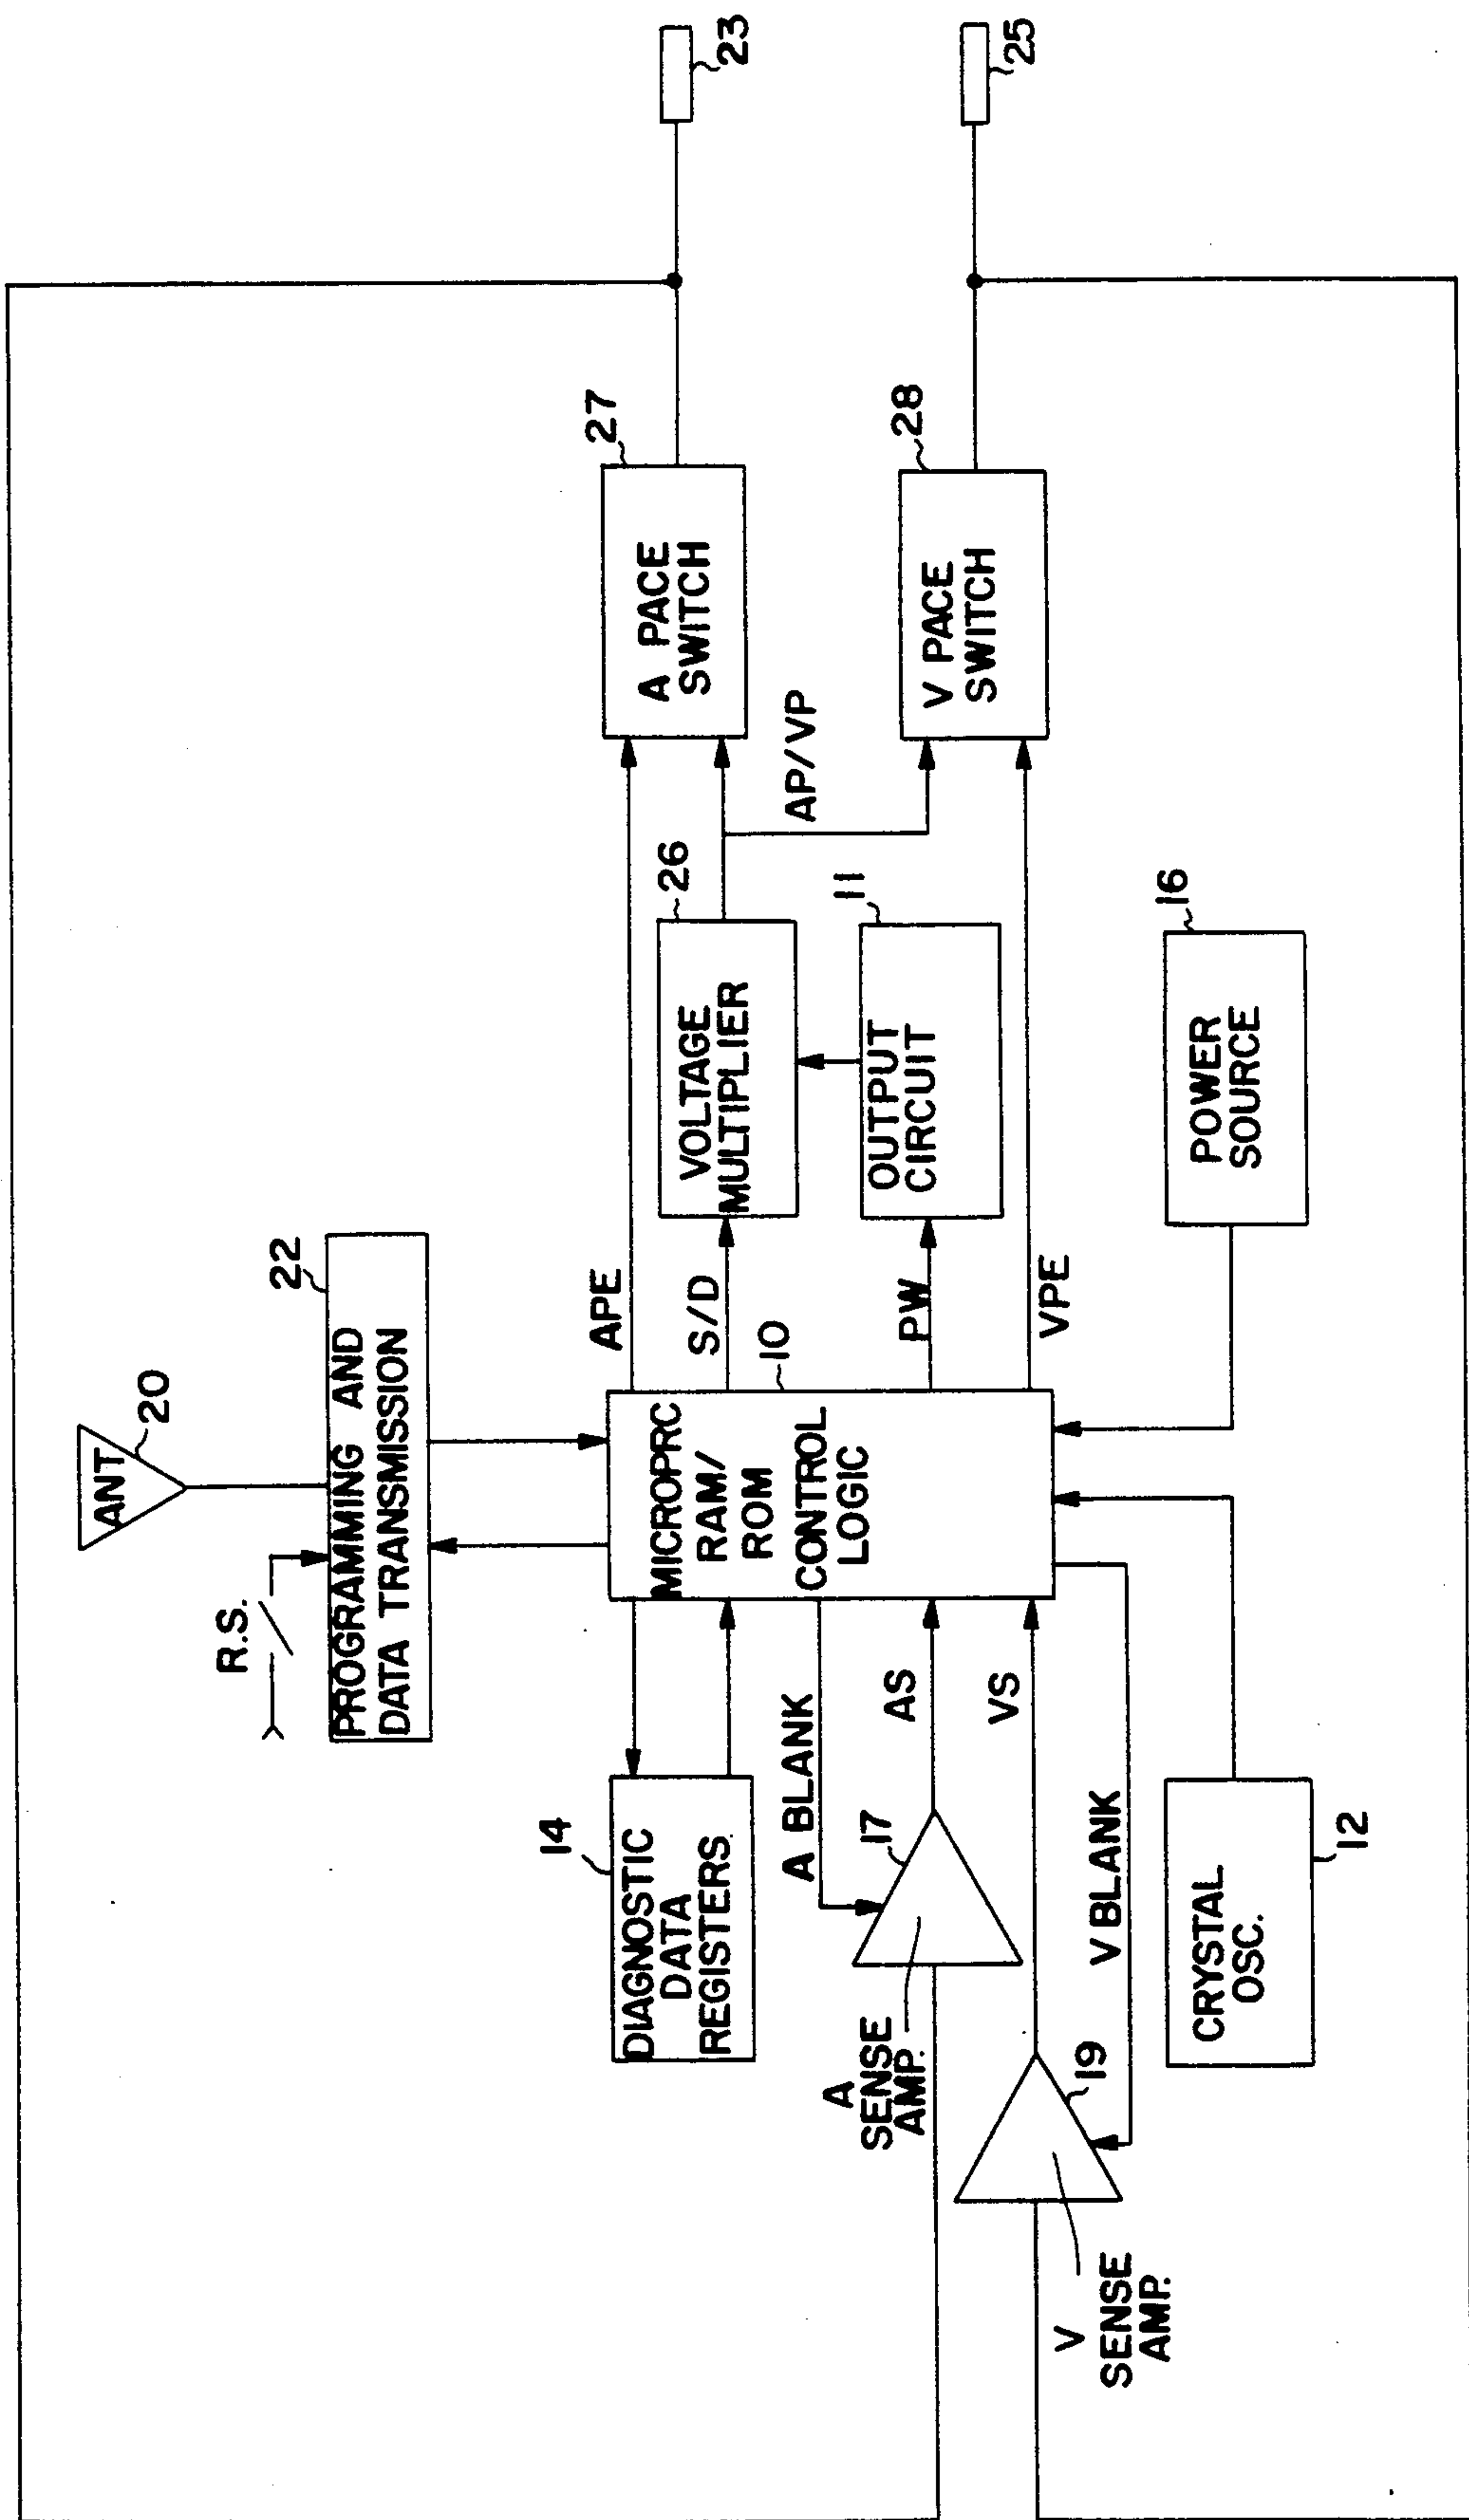 ANT
20
R.S.
22
PROGRAMMING AND
DATA TRANSMISSION
14
DIAGNOSTIC
DATA
REGISTERS
MICROPRC
RAM/
ROM
CONTROL
LOGIC
10
APE
S/D
PW
VPE
VOLTAGE
MULTIPLIER
26
OUTPUT
CIRCUIT
11
AP/VP
A PACE
SWITCH
27
V PACE
SWITCH
28
23
25
A BLANK
17
AS
A
SENSE
AMP.
VS
19
V BLANK
V
SENSE
AMP.
CRYSTAL
OSC.
12
POWER
SOURCE
16